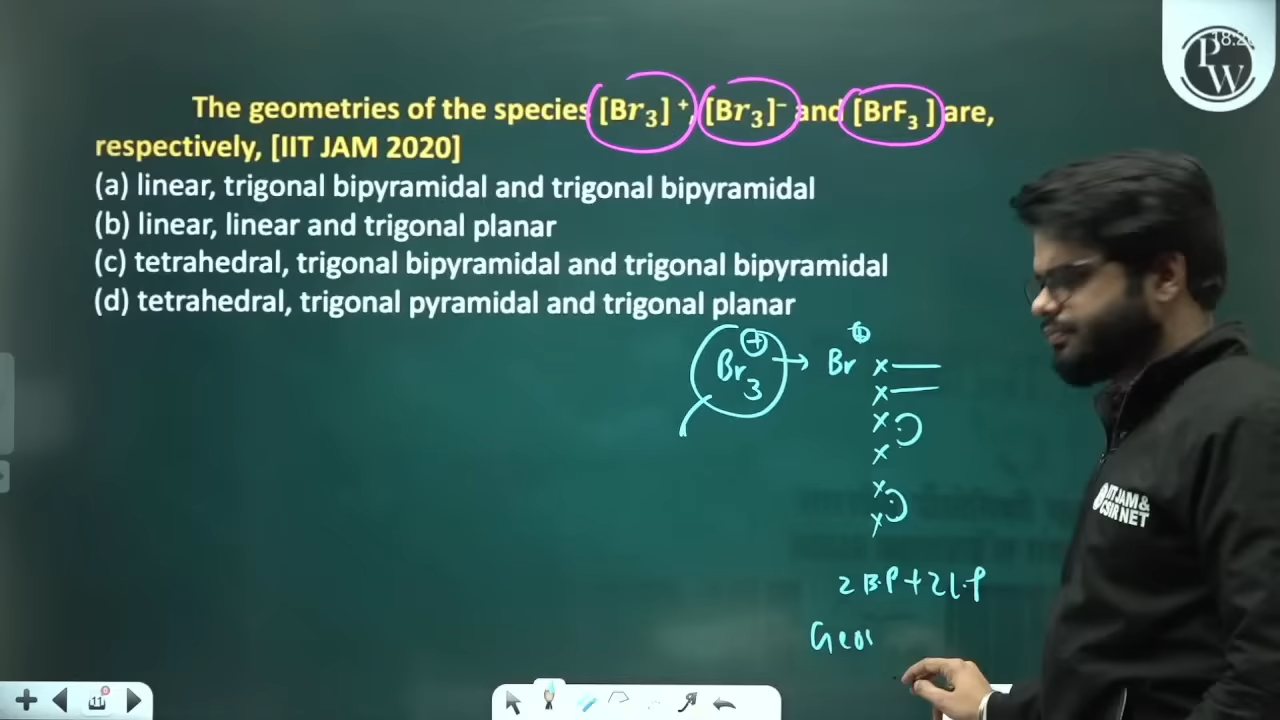 The geometries of the species [Br₃]⁺, [Br₃]⁻ and [BrF₃] are,
respectively, [IIT JAM 2020]
(a) linear, trigonal bipyramidal and trigonal bipyramidal
(b) linear, linear and trigonal planar
(c) tetrahedral, trigonal bipyramidal and trigonal bipyramidal
(d) tetrahedral, trigonal pyramidal and trigonal planar
Br₃⊕ → Br⊕
2 B.P + 2 L.P
Geo
PW
IIT JAM &
CSIR NET
11